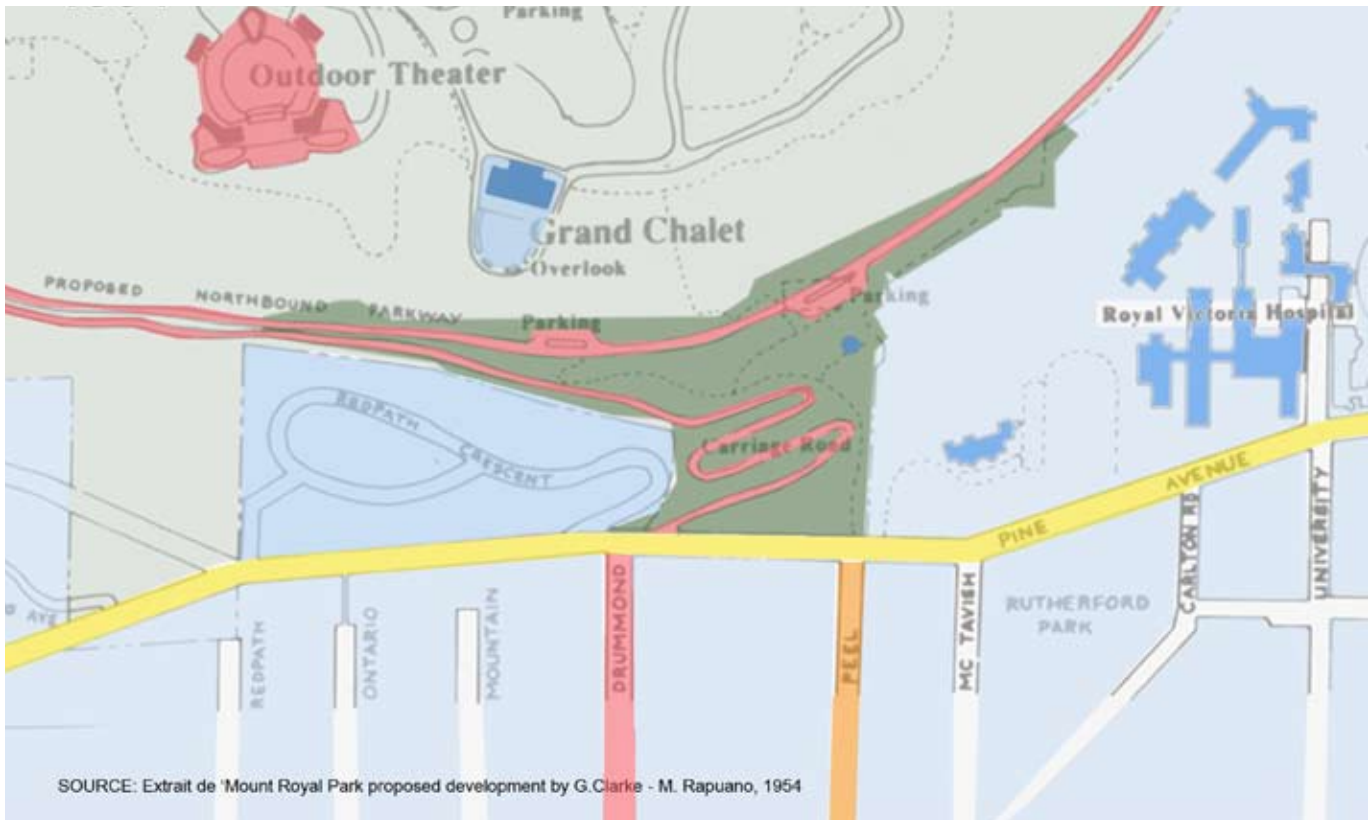 Parking
Outdoor Theater
Grand Chalet
Overlook
PROPOSED NORTHBOUND PARKWAY
Parking
Parking
Royal Victoria Hospital
REDPATH
CRESCENT
Carriage Road
PINE AVENUE
AVE
REDPATH
ONTARIO
MOUNTAIN
DRUMMOND
PEEL
MC TAVISH
RUTHERFORD
PARK
CARLTON RD
UNIVERSITY
SOURCE: Extrait de 'Mount Royal Park proposed development by G.Clarke - M. Rapuano, 1954